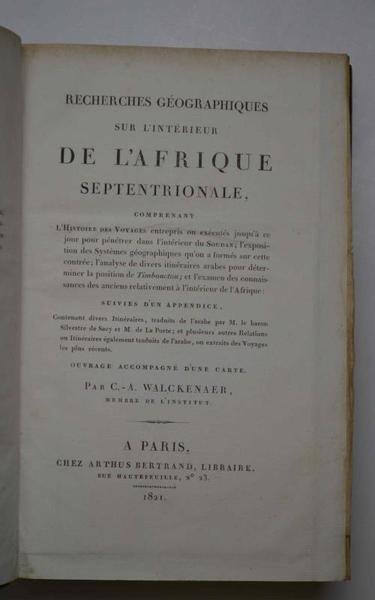 RECHERCHES GÉOGRAPHIQUES
SUR L'INTÉRIEUR
DE L'AFRIQUE
SEPTENTRIONALE,
COMPRENANT
L'HISTOIRE DES VOYAGES entrepris ou exécutés jusqu'à ce
jour pour pénétrer dans l'intérieur du SOUDAN; l'exposi-
tion des Systèmes géographiques qu'on a formés sur cette
contrée; l'analyse de divers itinéraires arabes pour déter-
miner la position de Timbouctou; et l'examen des connais-
sances des anciens relativement à l'intérieur de l'Afrique:
SUIVIES D'UN APPENDICE,
Contenant divers Itinéraires, traduits de l'arabe par M. le baron
Silvestre de Sacy et M. de La Porte; et plusieurs autres Relations
ou Itinéraires également traduits de l'arabe, ou extraits des Voyages
les plus récents.
OUVRAGE ACCOMPAGNÉ D'UNE CARTE.
PAR C.-A. WALCKENAER,
MEMBRE DE L'INSTITUT.
A PARIS,
CHEZ ARTHUS BERTRAND, LIBRAIRE,
RUE HAUTEFEUILLE, N° 23.
1821.